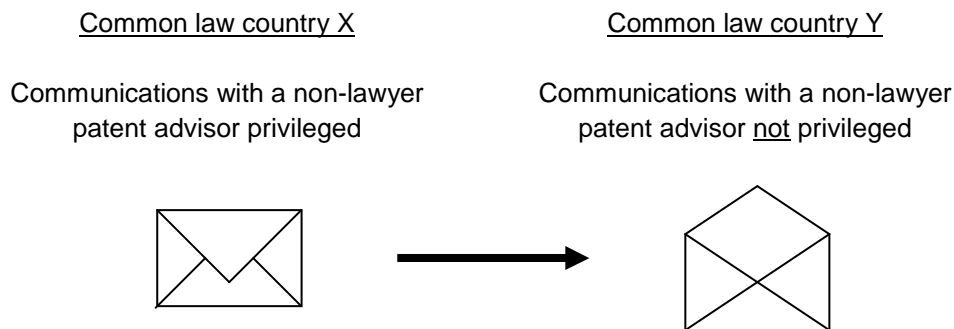 Common law country X
Common law country Y
Communications with a non-lawyer
patent advisor privileged
Communications with a non-lawyer
patent advisor not privileged